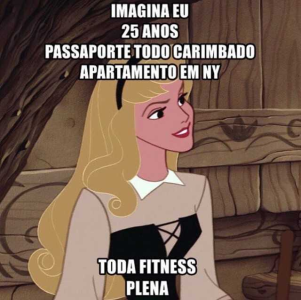 IMAGINA EU
25 ANOS
PASSAPORTE TODO CARIMBADO
APARTAMENTO EM NY
TODA FITNESS
PLENA